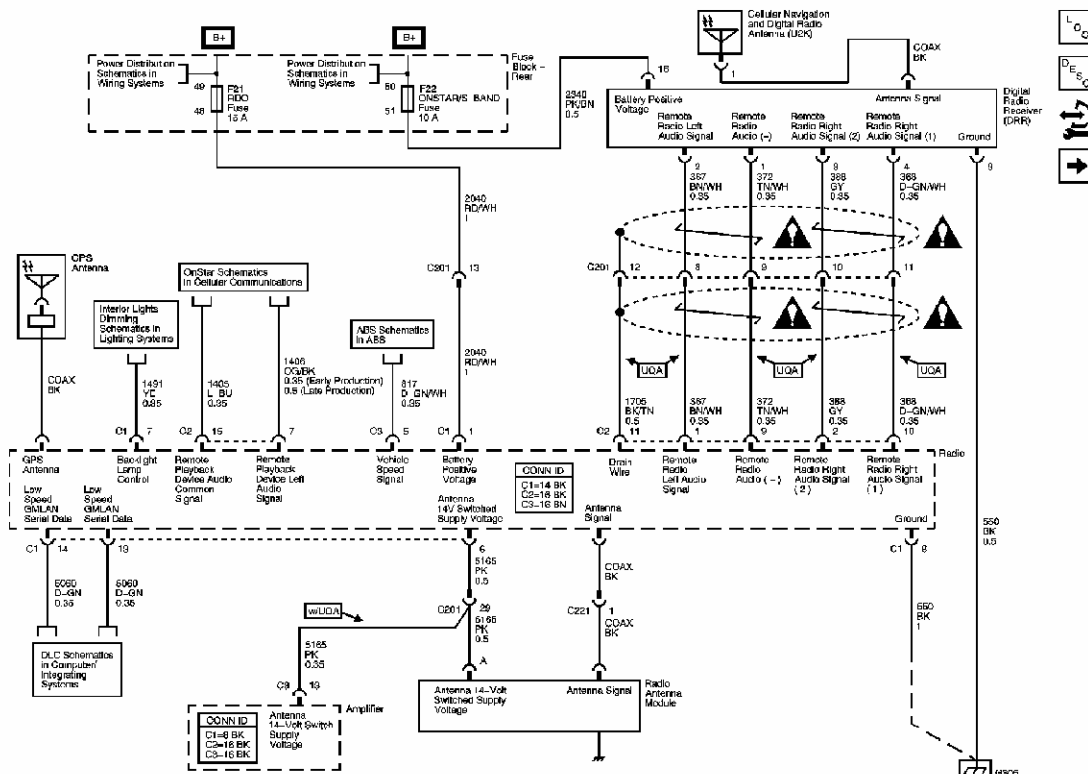 B+
B+
Power Distribution
Schematics in
Wiring Systems
49
48
F21
RDO
Fuse
15 A
Power Distribution
Schematics in
Wiring Systems
50
51
F22
ONSTAR/S BAND
Fuse
10 A
Fuse
Block –
Rear
Cellular Navigation
and Digital Radio
Antenna (U2K)
1
COAX
BK
L O C
D E S C
2340
PK/BN
0.5
16
Battery Positive
Voltage
Antenna Signal
Digital
Radio
Receiver
(DRR)
Remote
Radio Left
Audio Signal
Remote
Radio
Audio (–)
Remote
Radio Right
Audio Signal (2)
Remote
Radio Right
Audio Signal (1)
Ground
2
1
9
4
367
BN/WH
0.35
372
TN/WH
0.35
368
GY
0.35
368
D–GN/WH
0.35
2040
RD/WH
1
C201
13
C201
12
8
9
10
11
GPS
Antenna
OnStar Schematics
in Cellular Communications
Interior Lights
Dimming
Schematics in
Lighting Systems
ABS Schematics
in ABS
2040
RD/WH
1
UQA
UQA
UQA
COAX
BK
1491
YE
0.35
1405
L–BU
0.35
1406
OG/BK
0.35 (Early Production)
0.5 (Late Production)
817
D–GN/WH
0.35
1705
BK/TN
0.5
367
BN/WH
0.35
372
TN/WH
0.35
368
GY
0.35
368
D–GN/WH
0.35
C1
7
C2
15
7
C3
5
C1
1
C2
11
1
9
2
10
Radio
GPS
Antenna
Backlight
Lamp
Control
Remote
Playback
Device Audio
Common
Signal
Remote
Playback
Device Left
Audio
Signal
Vehicle
Speed
Signal
Battery
Positive
Voltage
CONN ID
C1=14 BK
C2=16 BK
C3=16 BN
Drain
Wire
Remote
Radio
Left Audio
Signal
Remote
Radio
Audio (–)
Remote
Radio Right
Audio Signal
(2)
Remote
Radio Right
Audio Signal
(1)
Low
Speed
GMLAN
Serial Data
Low
Speed
GMLAN
Serial Data
Antenna
14V Switched
Supply Voltage
Antenna
Signal
Ground
C1
14
13
6
C1
8
5060
D–GN
0.35
5060
D–GN
0.35
5165
PK
0.5
COAX
BK
550
BK
0.5
w/UQA
C201
29
5165
PK
0.5
C221
1
COAX
BK
550
BK
1
DLC Schematics
in Computer/
Integrating
Systems
5165
PK
0.35
A
C3
13
Amplifier
CONN ID
C1=8 BK
C2=16 BK
C3=16 BK
Antenna
14–Volt Switch
Supply
Voltage
Antenna 14–Volt
Switched Supply
Voltage
Antenna Signal
Radio
Antenna
Module